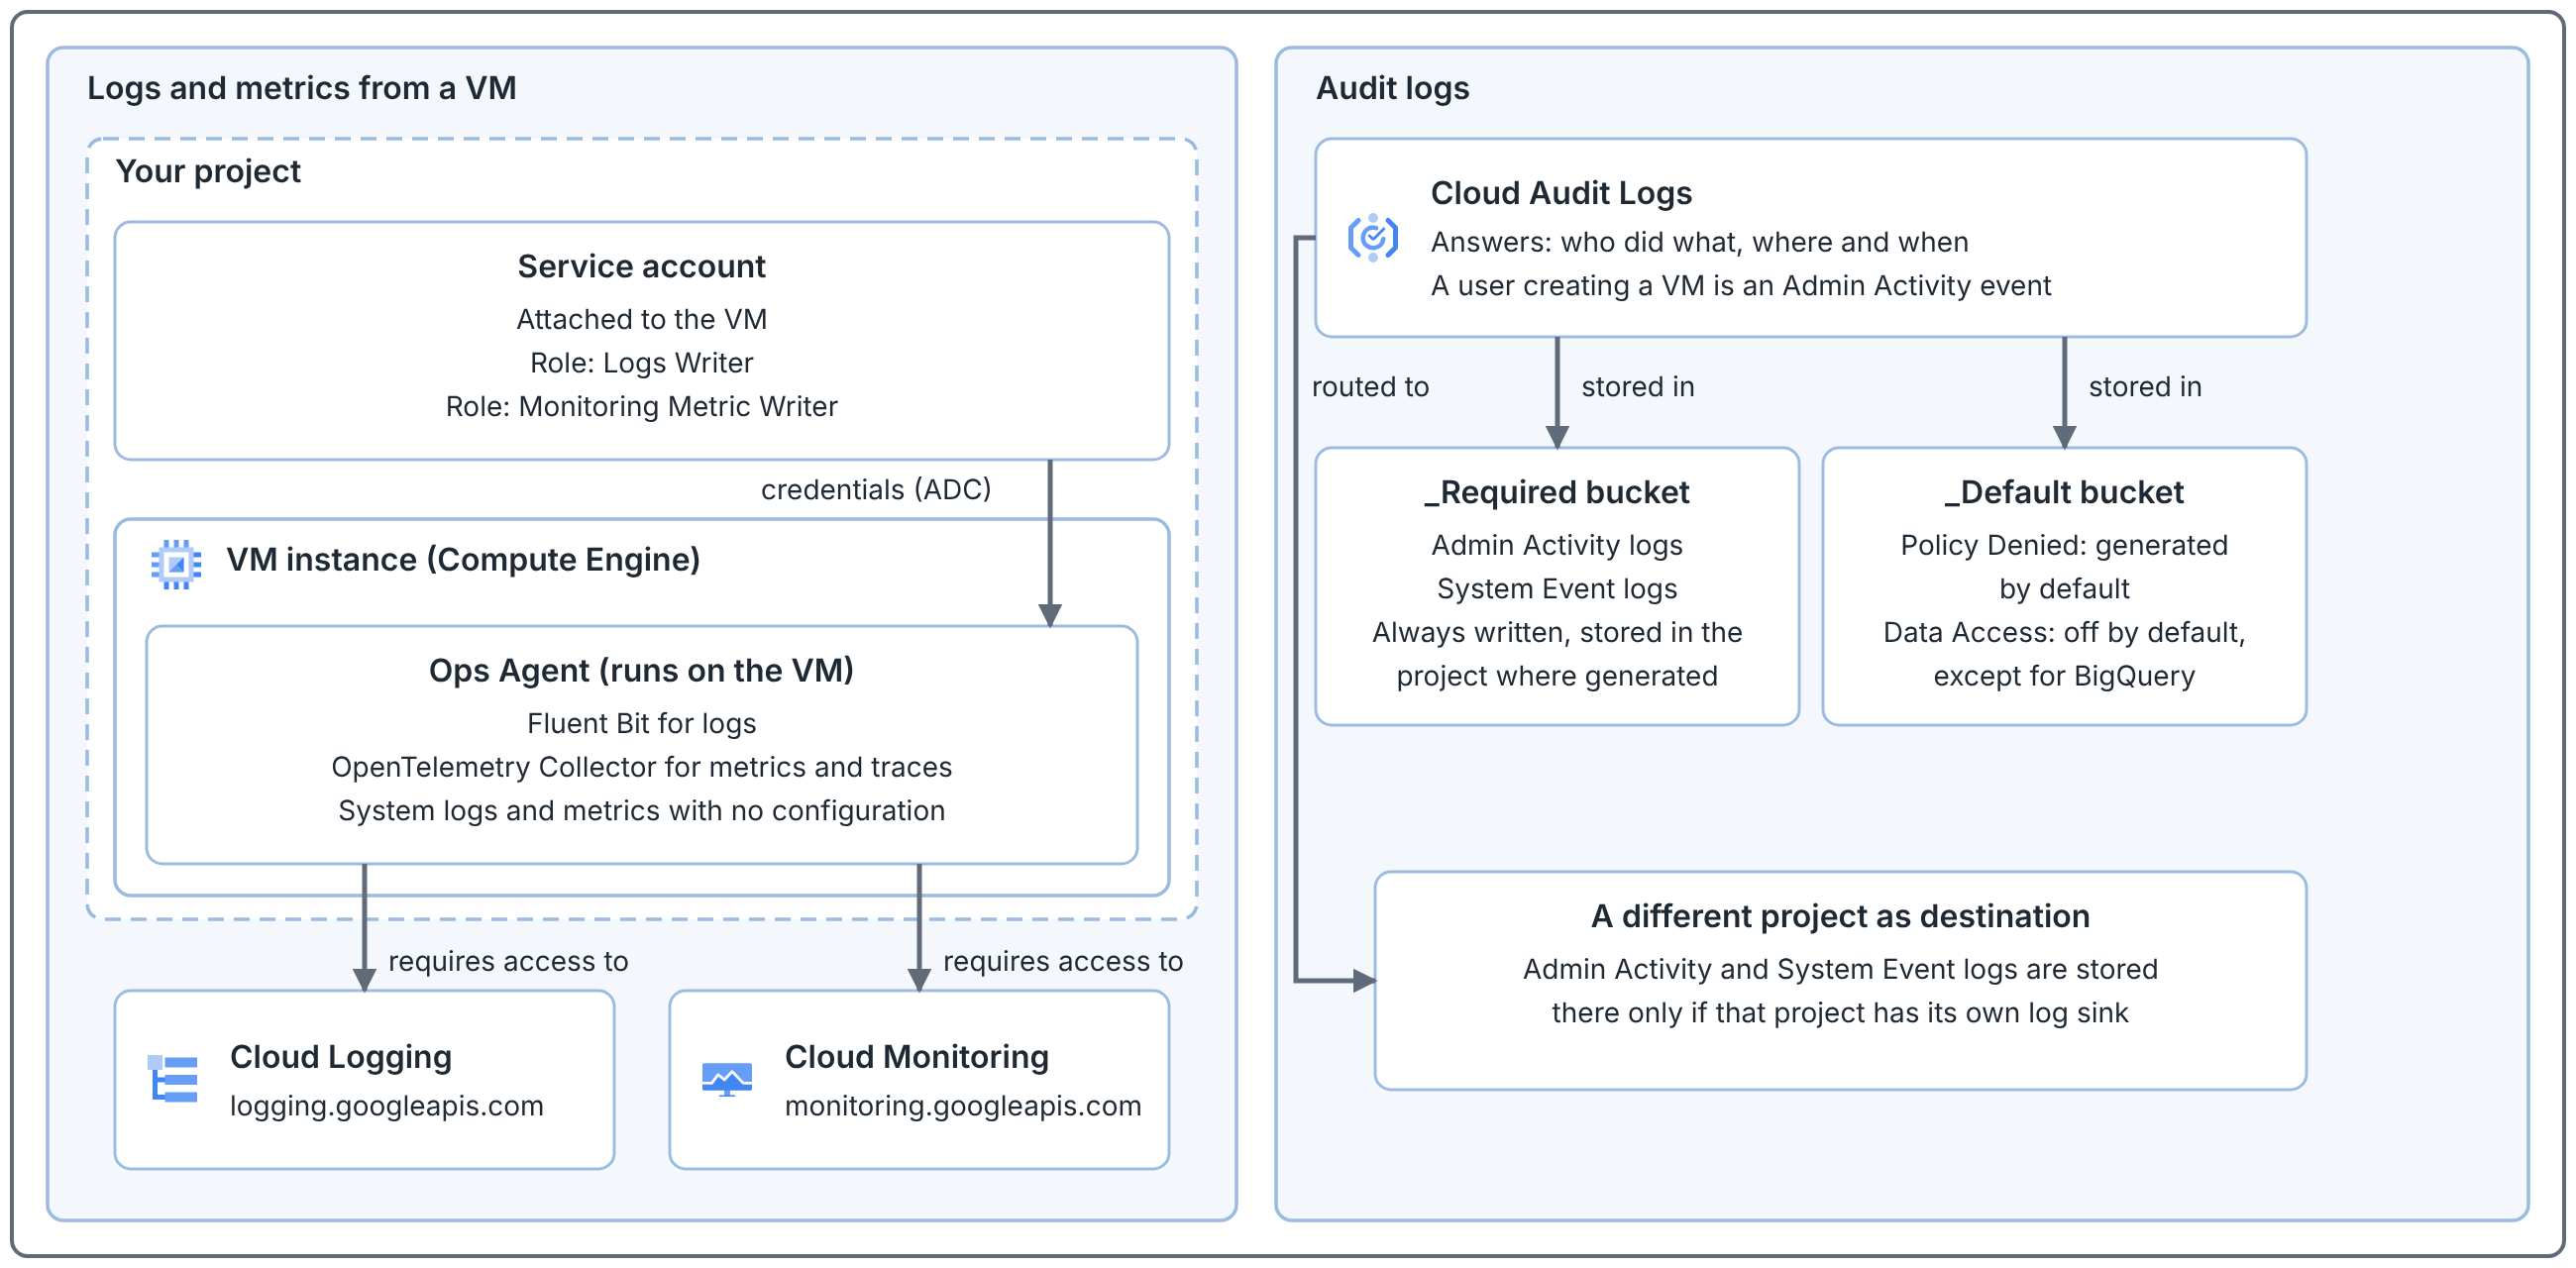 Logs and metrics from a VM
Your project
Service account
Attached to the VM
Role: Logs Writer
Role: Monitoring Metric Writer
credentials (ADC)
VM instance (Compute Engine)
Ops Agent (runs on the VM)
Fluent Bit for logs
OpenTelemetry Collector for metrics and traces
System logs and metrics with no configuration
requires access to
requires access to
Cloud Logging
logging.googleapis.com
Cloud Monitoring
monitoring.googleapis.com
Audit logs
Cloud Audit Logs
Answers: who did what, where and when
A user creating a VM is an Admin Activity event
routed to
stored in
stored in
_Required bucket
Admin Activity logs
System Event logs
Always written, stored in the
project where generated
_Default bucket
Policy Denied: generated
by default
Data Access: off by default,
except for BigQuery
A different project as destination
Admin Activity and System Event logs are stored
there only if that project has its own log sink